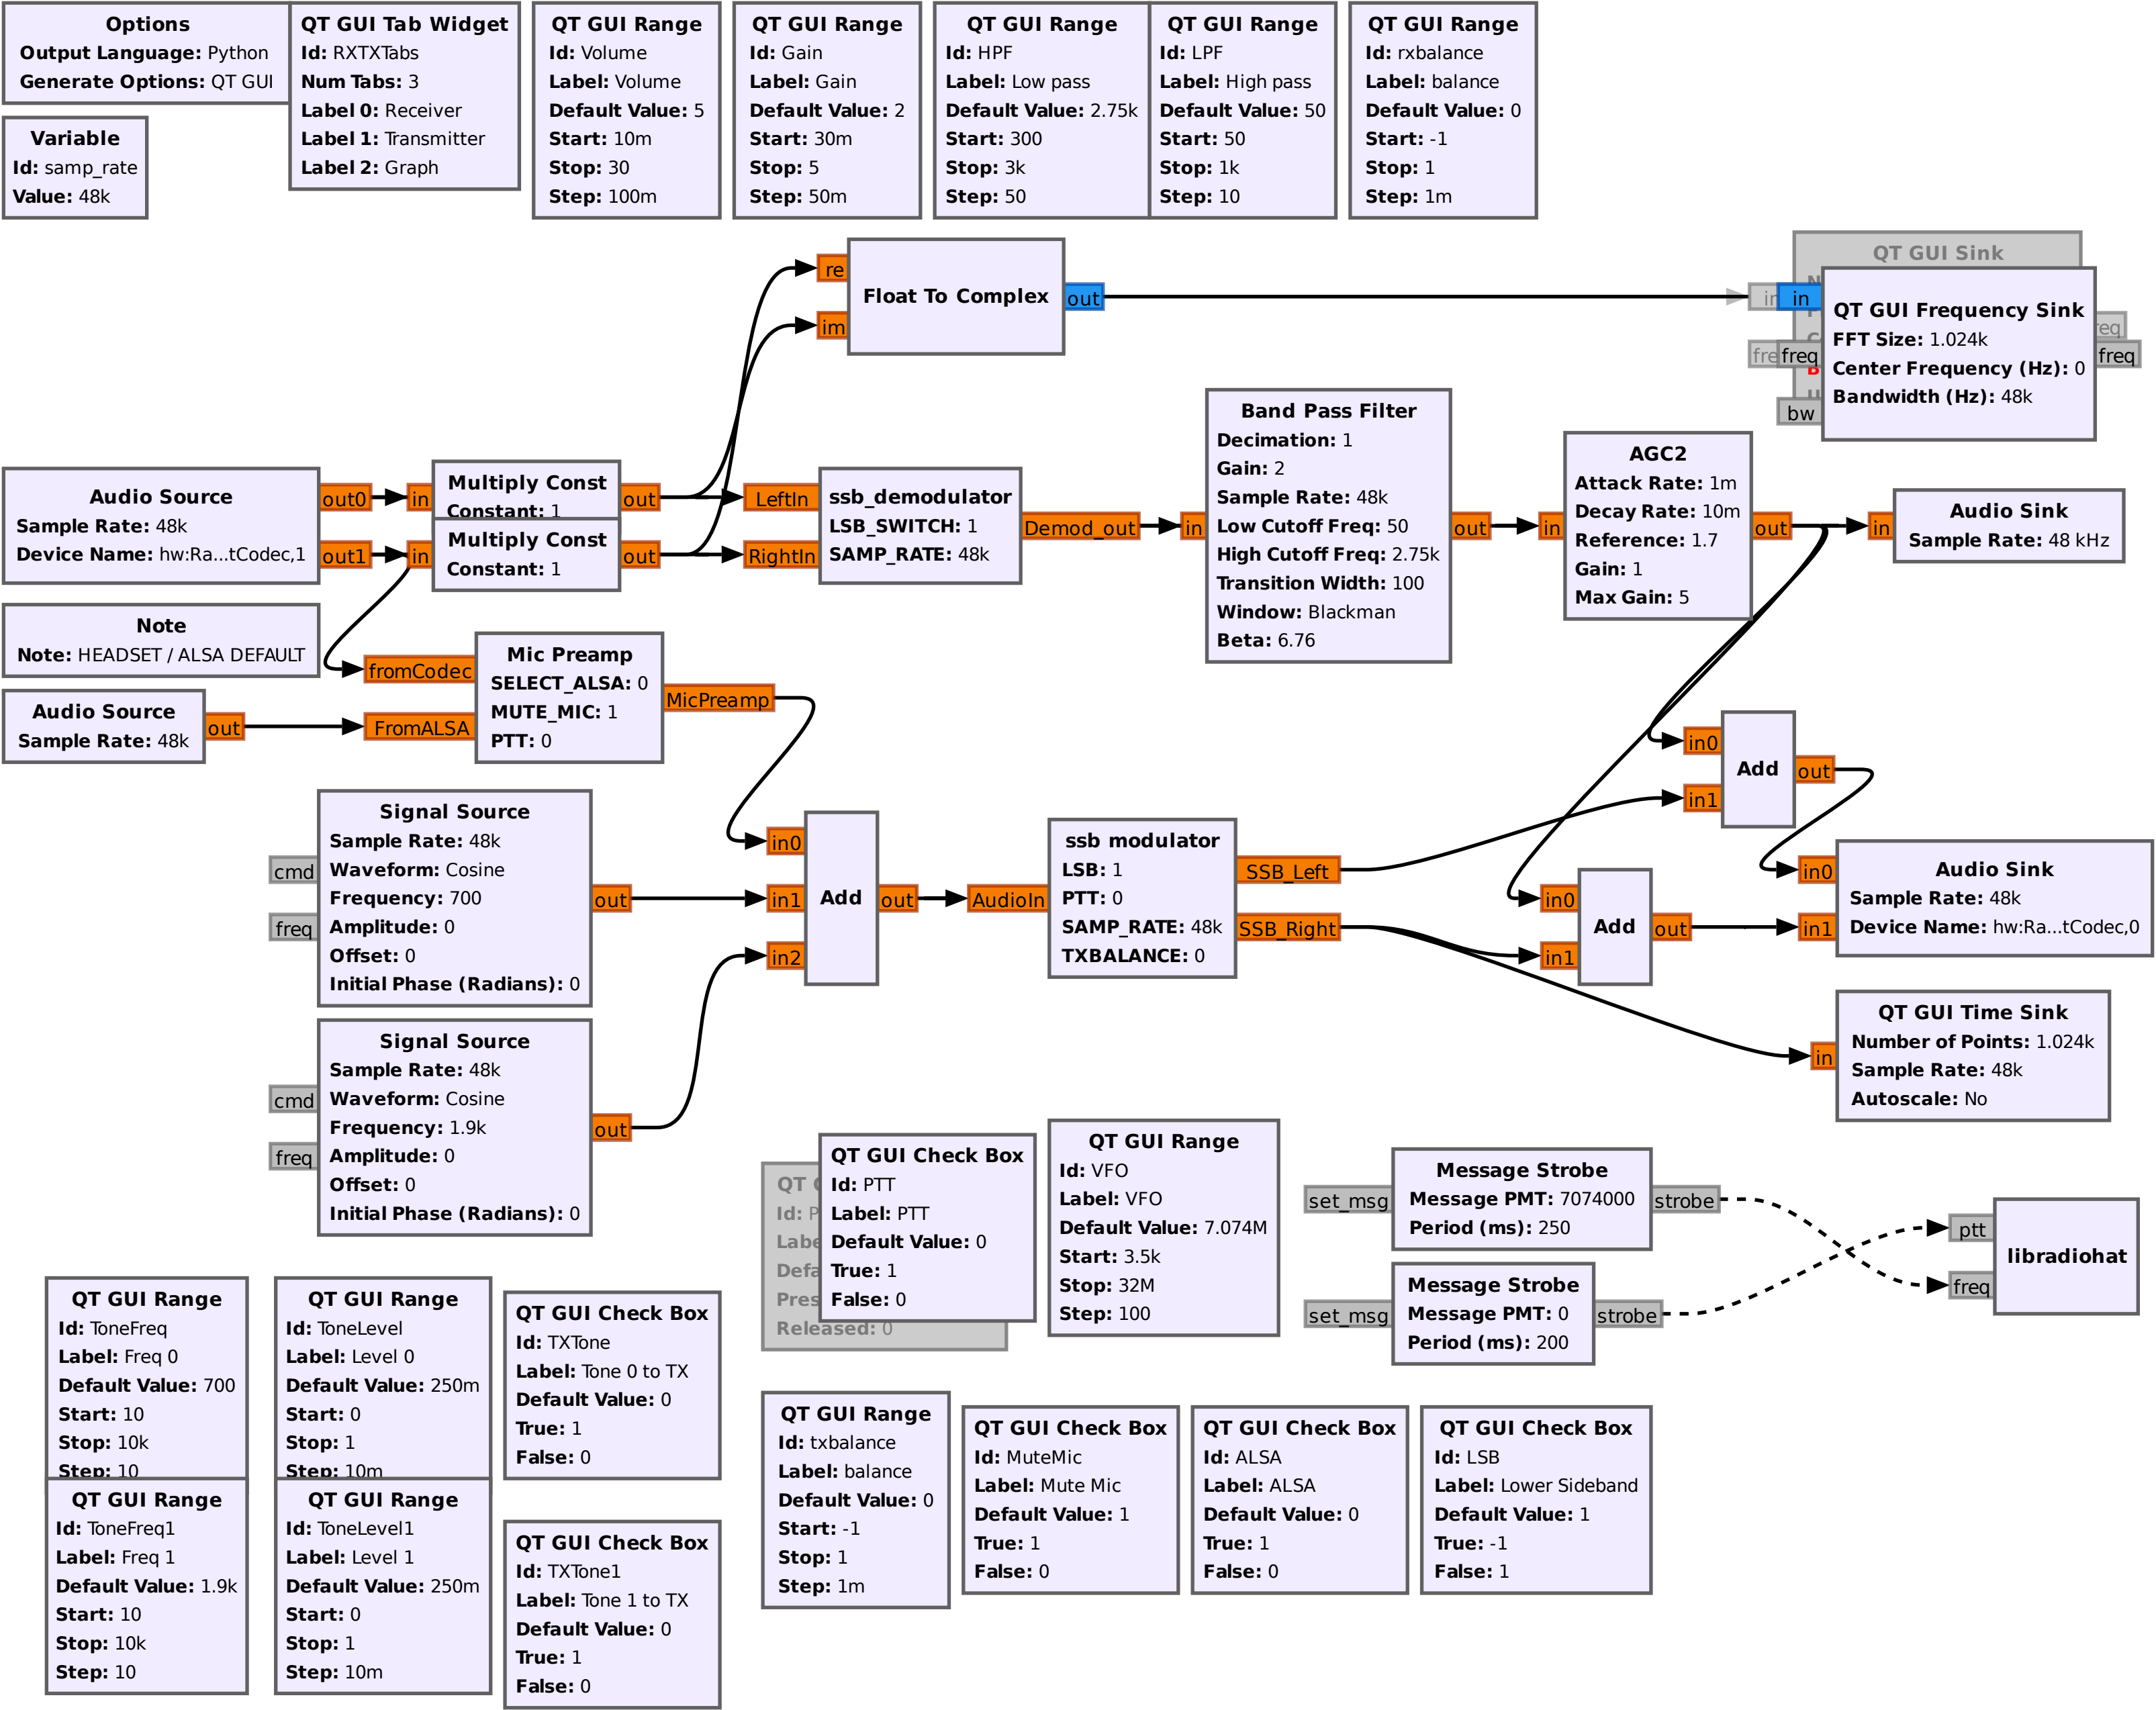 Options
Output Language: Python
Generate Options: QT GUI
QT GUI Tab Widget
Id: RXTXTabs
Num Tabs: 3
Label 0: Receiver
Label 1: Transmitter
Label 2: Graph
QT GUI Range
Id: Volume
Label: Volume
Default Value: 5
Start: 10m
Stop: 30
Step: 100m
QT GUI Range
Id: Gain
Label: Gain
Default Value: 2
Start: 30m
Stop: 5
Step: 50m
QT GUI Range
Id: HPF
Label: Low pass
Default Value: 2.75k
Start: 300
Stop: 3k
Step: 50
QT GUI Range
Id: LPF
Label: High pass
Default Value: 50
Start: 50
Stop: 1k
Step: 10
QT GUI Range
Id: rxbalance
Label: balance
Default Value: 0
Start: -1
Stop: 1
Step: 1m
Variable
Id: samp_rate
Value: 48k
re
im
Float To Complex
out
QT GUI Sink
in
freq
bw
QT GUI Frequency Sink
FFT Size: 1.024k
Center Frequency (Hz): 0
Bandwidth (Hz): 48k
freq
Audio Source
Sample Rate: 48k
Device Name: hw:Ra...tCodec,1
out0
out1
in
Multiply Const
Constant: 1
out
in
Multiply Const
Constant: 1
out
LeftIn
RightIn
ssb_demodulator
LSB_SWITCH: 1
SAMP_RATE: 48k
Demod_out
in
Band Pass Filter
Decimation: 1
Gain: 2
Sample Rate: 48k
Low Cutoff Freq: 50
High Cutoff Freq: 2.75k
Transition Width: 100
Window: Blackman
Beta: 6.76
out
in
AGC2
Attack Rate: 1m
Decay Rate: 10m
Reference: 1.7
Gain: 1
Max Gain: 5
out
in
Audio Sink
Sample Rate: 48 kHz
Note
Note: HEADSET / ALSA DEFAULT
Audio Source
Sample Rate: 48k
out
fromCodec
FromALSA
Mic Preamp
SELECT_ALSA: 0
MUTE_MIC: 1
PTT: 0
MicPreamp
in0
in1
Add
out
Signal Source
Sample Rate: 48k
Waveform: Cosine
Frequency: 700
Amplitude: 0
Offset: 0
Initial Phase (Radians): 0
cmd
freq
out
in0
in1
in2
Add
out
AudioIn
ssb modulator
LSB: 1
PTT: 0
SAMP_RATE: 48k
TXBALANCE: 0
SSB_Left
SSB_Right
in0
in1
Add
out
in0
in1
Audio Sink
Sample Rate: 48k
Device Name: hw:Ra...tCodec,0
in
QT GUI Time Sink
Number of Points: 1.024k
Sample Rate: 48k
Autoscale: No
Signal Source
Sample Rate: 48k
Waveform: Cosine
Frequency: 1.9k
Amplitude: 0
Offset: 0
Initial Phase (Radians): 0
cmd
freq
out
Released: 0
QT GUI Check Box
Id: PTT
Label: PTT
Default Value: 0
True: 1
False: 0
QT GUI Range
Id: VFO
Label: VFO
Default Value: 7.074M
Start: 3.5k
Stop: 32M
Step: 100
set_msg
Message Strobe
Message PMT: 7074000
Period (ms): 250
strobe
set_msg
Message Strobe
Message PMT: 0
Period (ms): 200
strobe
ptt
freq
libradiohat
QT GUI Range
Id: ToneFreq
Label: Freq 0
Default Value: 700
Start: 10
Stop: 10k
Step: 10
QT GUI Range
Id: ToneLevel
Label: Level 0
Default Value: 250m
Start: 0
Stop: 1
Step: 10m
QT GUI Check Box
Id: TXTone
Label: Tone 0 to TX
Default Value: 0
True: 1
False: 0
QT GUI Range
Id: ToneFreq1
Label: Freq 1
Default Value: 1.9k
Start: 10
Stop: 10k
Step: 10
QT GUI Range
Id: ToneLevel1
Label: Level 1
Default Value: 250m
Start: 0
Stop: 1
Step: 10m
QT GUI Check Box
Id: TXTone1
Label: Tone 1 to TX
Default Value: 0
True: 1
False: 0
QT GUI Range
Id: txbalance
Label: balance
Default Value: 0
Start: -1
Stop: 1
Step: 1m
QT GUI Check Box
Id: MuteMic
Label: Mute Mic
Default Value: 1
True: 1
False: 0
QT GUI Check Box
Id: ALSA
Label: ALSA
Default Value: 0
True: 1
False: 0
QT GUI Check Box
Id: LSB
Label: Lower Sideband
Default Value: 1
True: -1
False: 1